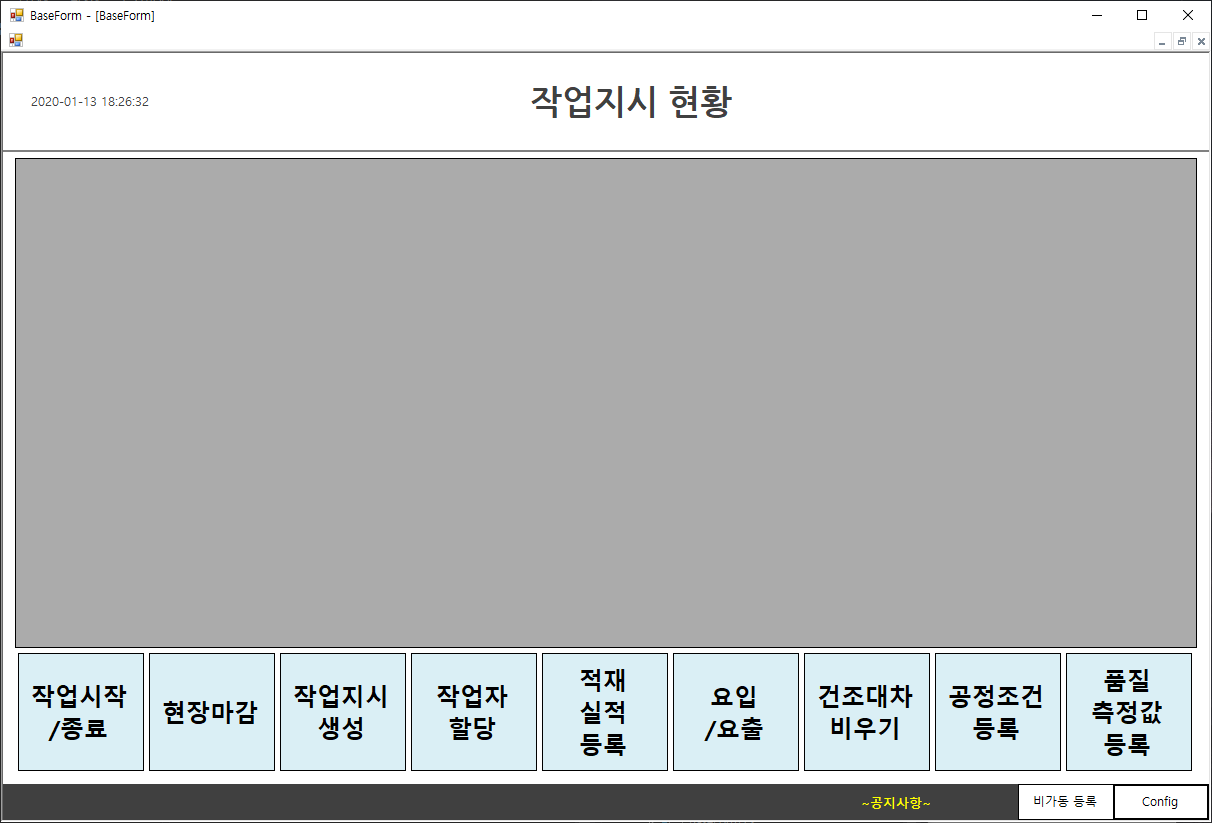 BaseForm - [BaseForm]
2020-01-13 18:26:32
작업지시 현황
작업시작
/종료
현장마감
작업지시
생성
작업자
할당
적재
실적
등록
요입
/요출
건조대차
비우기
공정조건
등록
품질
측정값
등록
~공지사항~
비가동 등록
Config